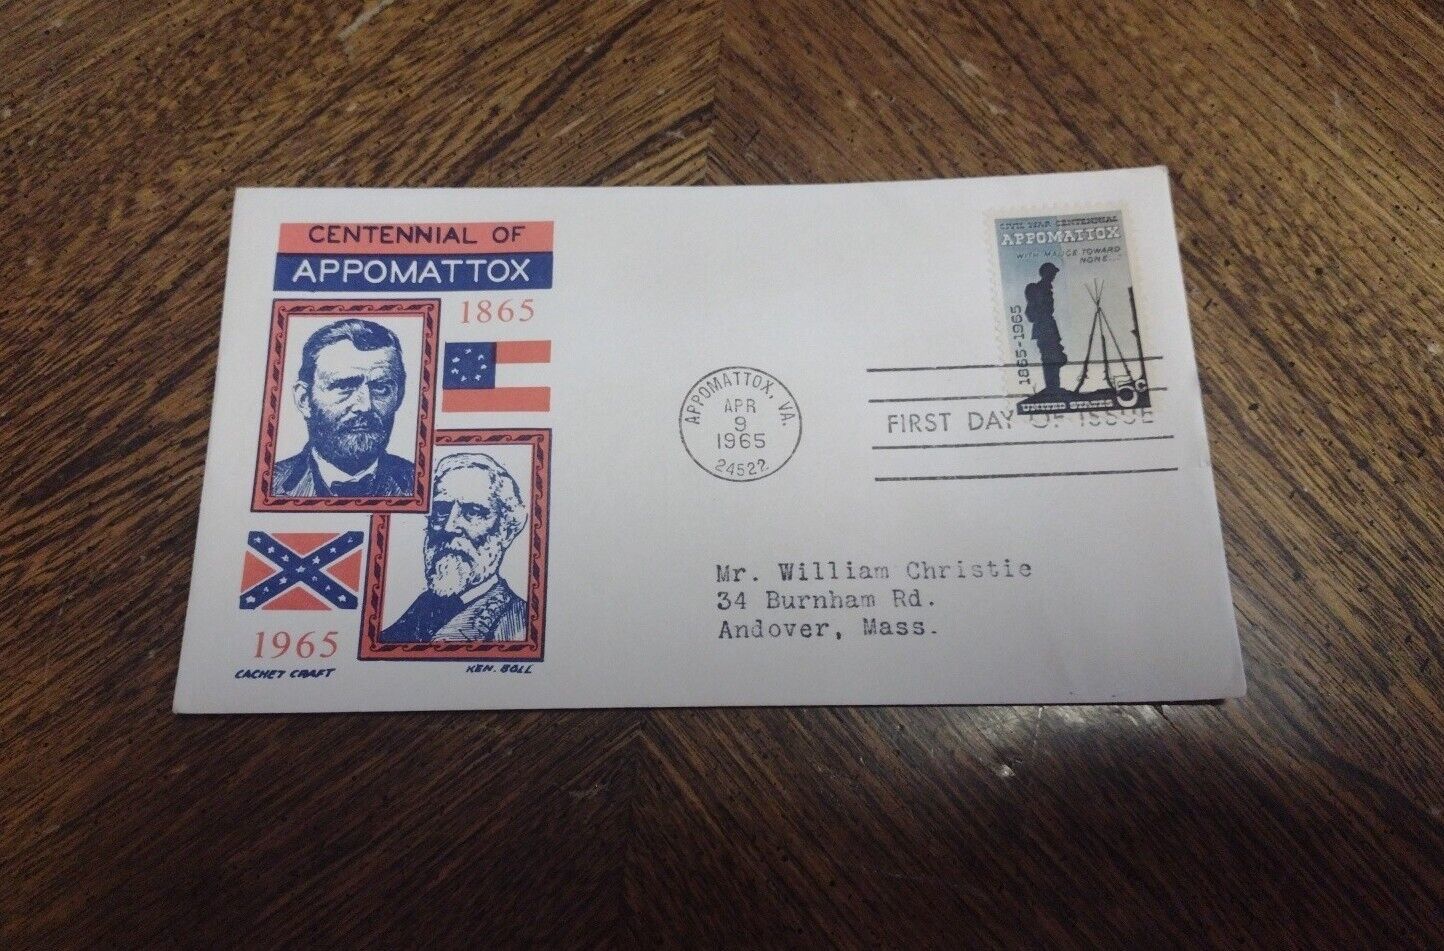 CENTENNIAL OF
APPOMATTOX
1865
1965
CACHET CRAFT
KEN. BOLL
APPOMATTOX, VA.
APR
9
1965
24522
CIVIL WAR CENTENNIAL
APPOMATTOX
WITH MALICE TOWARD
NONE...
1865-1965
UNITED STATES 5¢
FIRST DAY OF ISSUE
Mr. William Christie
34 Burnham Rd.
Andover, Mass.